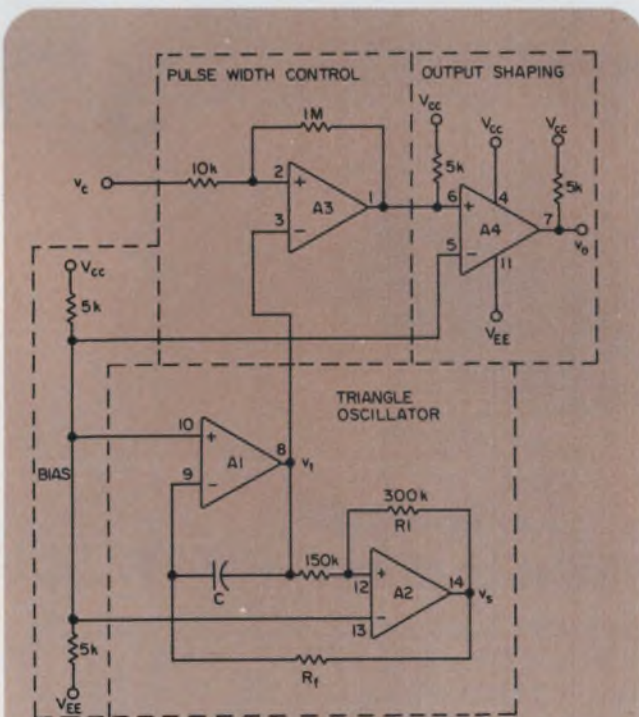 PULSE WIDTH CONTROL
OUTPUT SHAPING
1M
Vcc
Vcc
Vcc
10k
5k
5k
vc
2
+
A3
1
3
−
6
+
4
A4
7
5
−
11
vo
Vcc
5k
VEE
TRIANGLE
OSCILLATOR
10
+
8
vt
A1
9
−
BIAS
300k
R1
150k
C
12
+
14
A2
vs
13
−
5k
Rf
VEE